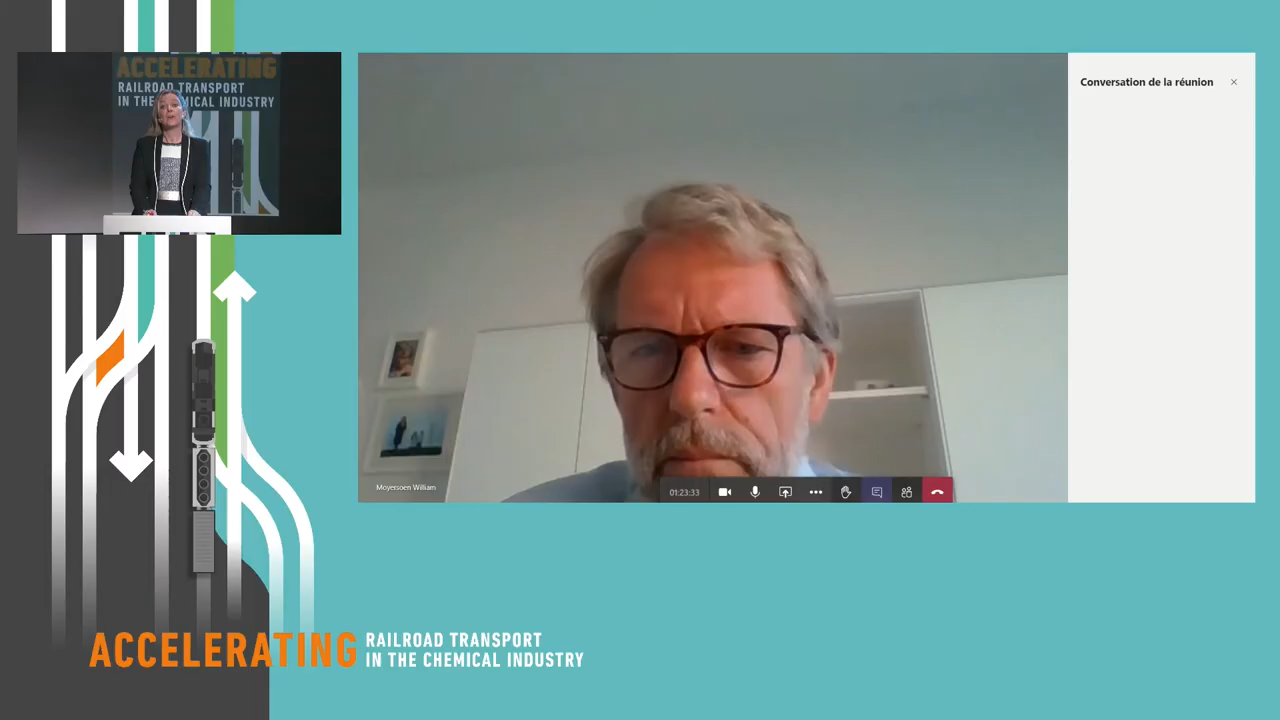 ACCELERATING
RAILROAD TRANSPORT
IN THE CHEMICAL INDUSTRY
Conversation de la réunion
Moyersoen William
01:23:33
ACCELERATING
RAILROAD TRANSPORT
IN THE CHEMICAL INDUSTRY